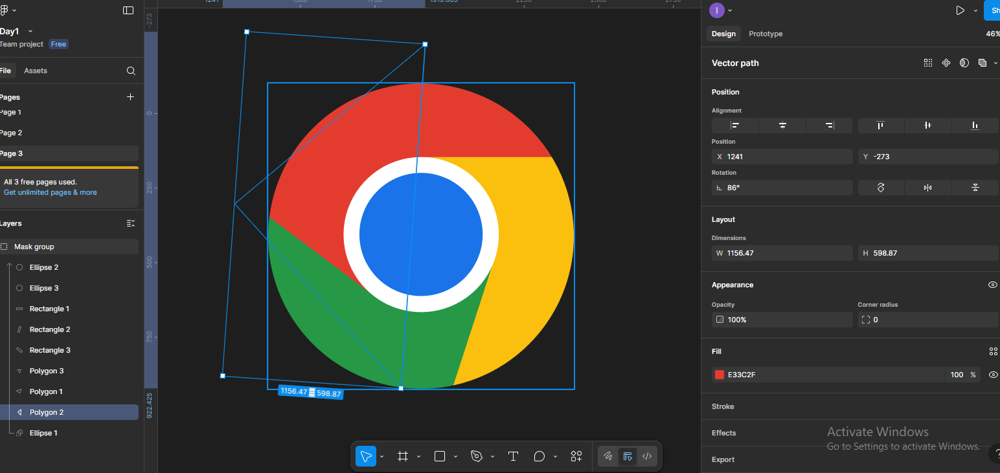 1241 1500 1750 1919.685 2250 2500 2750
I
Sh
Day1
Team project Free
Design Prototype 46%
File Assets
Vector path
Pages
Page 1
Page 2
Page 3
All 3 free pages used.
Get unlimited pages & more
Layers
Mask group
Ellipse 2
Ellipse 3
Rectangle 1
Rectangle 2
Rectangle 3
Polygon 3
Polygon 1
Polygon 2
Ellipse 1
-273
0
250
500
750
922.425
1156.47 598.87
Position
Alignment
Position
X 1241 Y -273
Rotation
86°
Layout
Dimensions
W 1156.47 H 598.87
Appearance
Opacity Corner radius
100% 0
Fill
E33C2F 100 %
Stroke
Effects
Export
Activate Windows
Go to Settings to activate Windows.
?